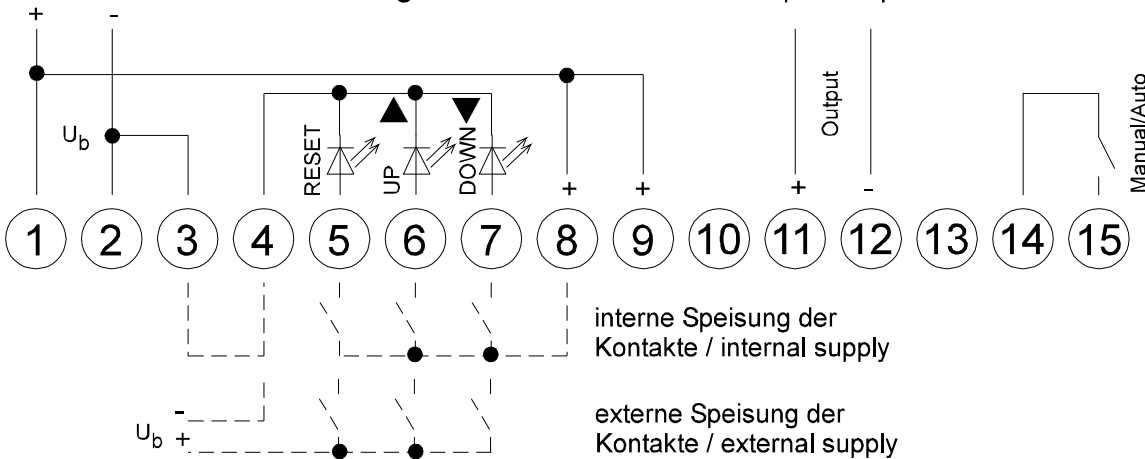 + -
U_b
RESET
UP
DOWN
+
+
Output
+ -
Manual/Auto
1 2 3 4 5 6 7 8 9 10 11 12 13 14 15
interne Speisung der
Kontakte / internal supply
-
U_b +
externe Speisung der
Kontakte / external supply